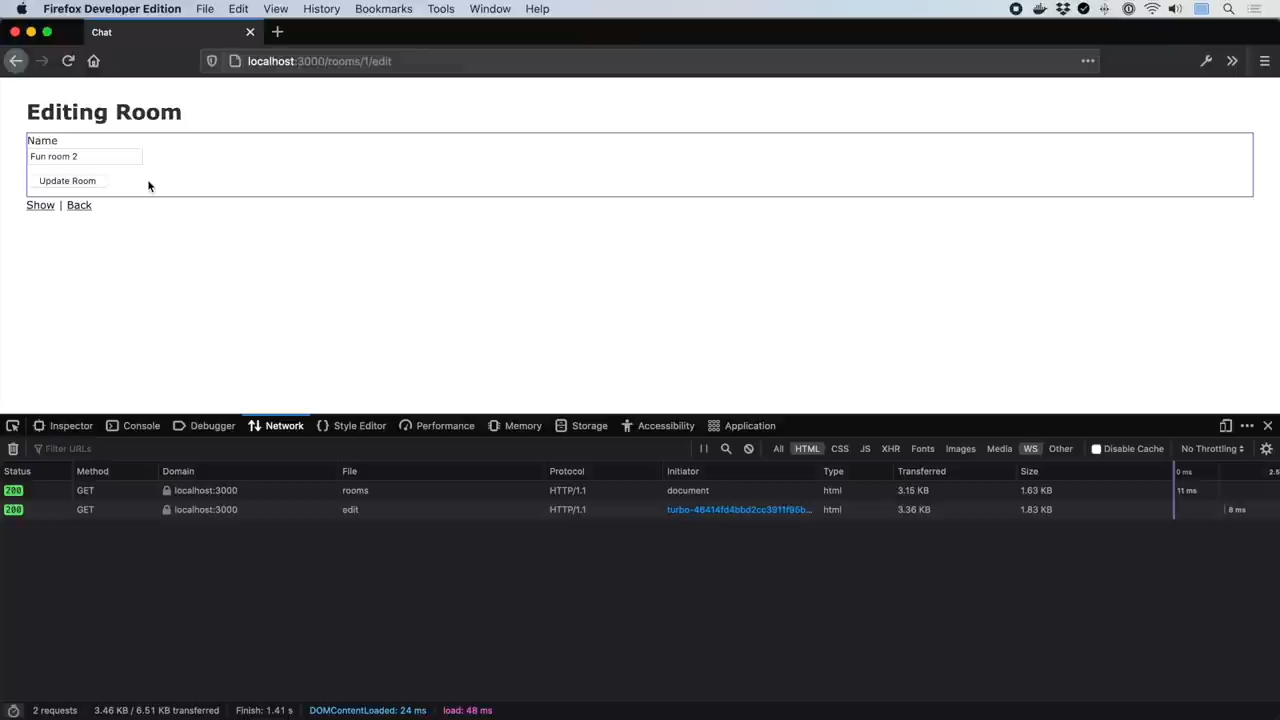 Firefox Developer Edition File Edit View History Bookmarks Tools Window Help
Chat
localhost:3000/rooms/1/edit
Editing Room
Name
Fun room 2
Update Room
Show | Back
Inspector Console Debugger Network Style Editor Performance Memory Storage Accessibility Application
Filter URLs All HTML CSS JS XHR Fonts Images Media WS Other Disable Cache No Throttling
Status Method Domain File Protocol Initiator Type Transferred Size 0 ms
200 GET localhost:3000 rooms HTTP/1.1 document html 3.15 KB 1.63 KB 11 ms
200 GET localhost:3000 edit HTTP/1.1 html 3.36 KB 1.83 KB 8 ms
2 requests 3.46 KB / 6.51 KB transferred Finish: 1.41 s DOMContentLoaded: 24 ms load: 48 ms